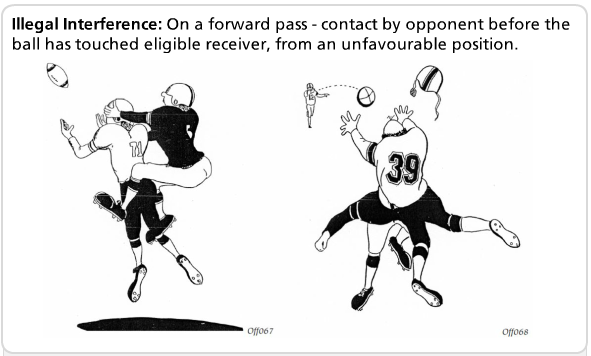 Illegal Interference: On a forward pass - contact by opponent before the
ball has touched eligible receiver, from an unfavourable position.
71
39
Off067
Off068